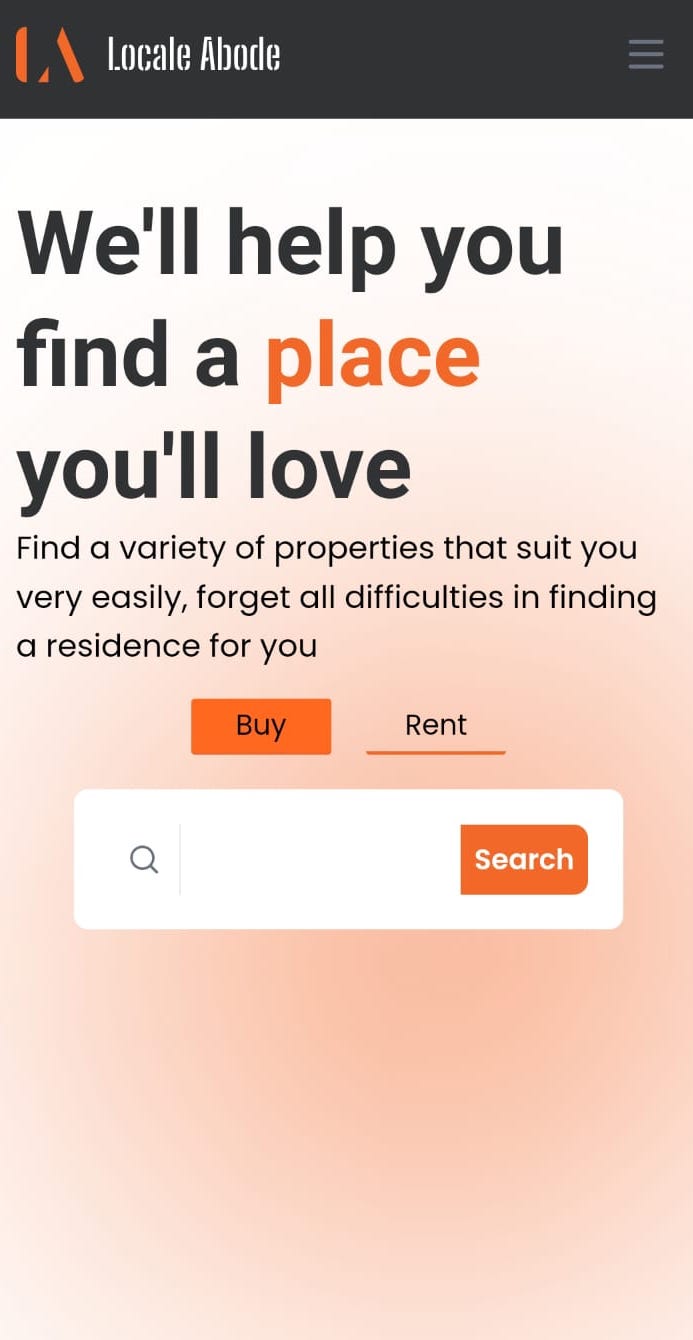 Locale Abode
We'll help you
find a place
you'll love
Find a variety of properties that suit you
very easily, forget all difficulties in finding
a residence for you
Buy Rent
Search